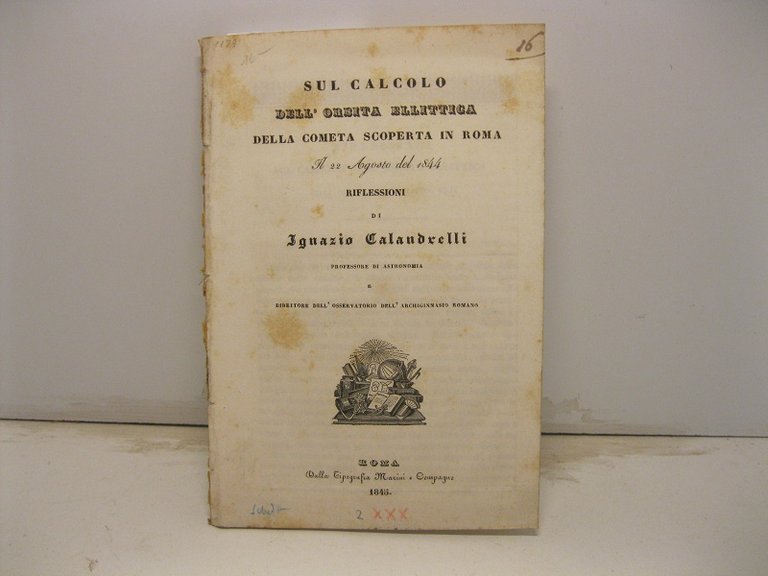 16
SUL CALCOLO
DELL' ORBITA ELLITTICA
DELLA COMETA SCOPERTA IN ROMA
Il 22 Agosto del 1844
RIFLESSIONI
DI
Ignazio Calandrelli
PROFESSORE DI ASTRONOMIA
E
DIRETTORE DELL' OSSERVATORIO DELL' ARCHIGINNASIO ROMANO
ROMA
Dalla Tipografia Marini e Compagno
1845.
2 XXX